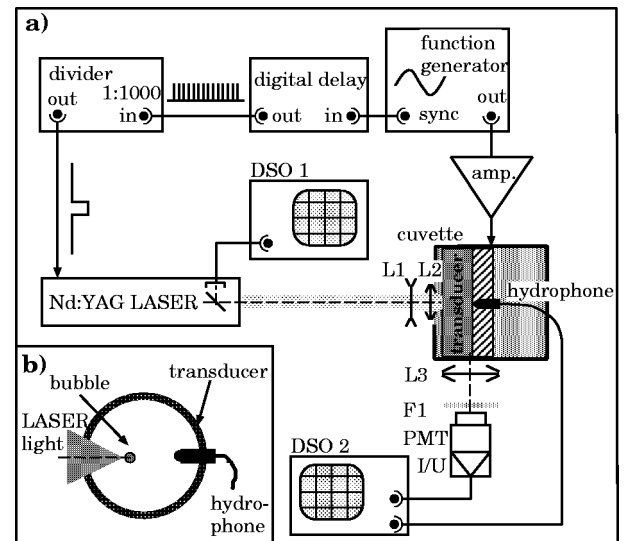 a)
divider
out
1:1000
in
digital delay
out
in
function
generator
sync
out
amp.
DSO 1
cuvette
L1
L2
transducer
hydrophone
Nd:YAG LASER
L3
F1
PMT
I/U
DSO 2
b)
bubble
transducer
LASER
light
hydro-
phone